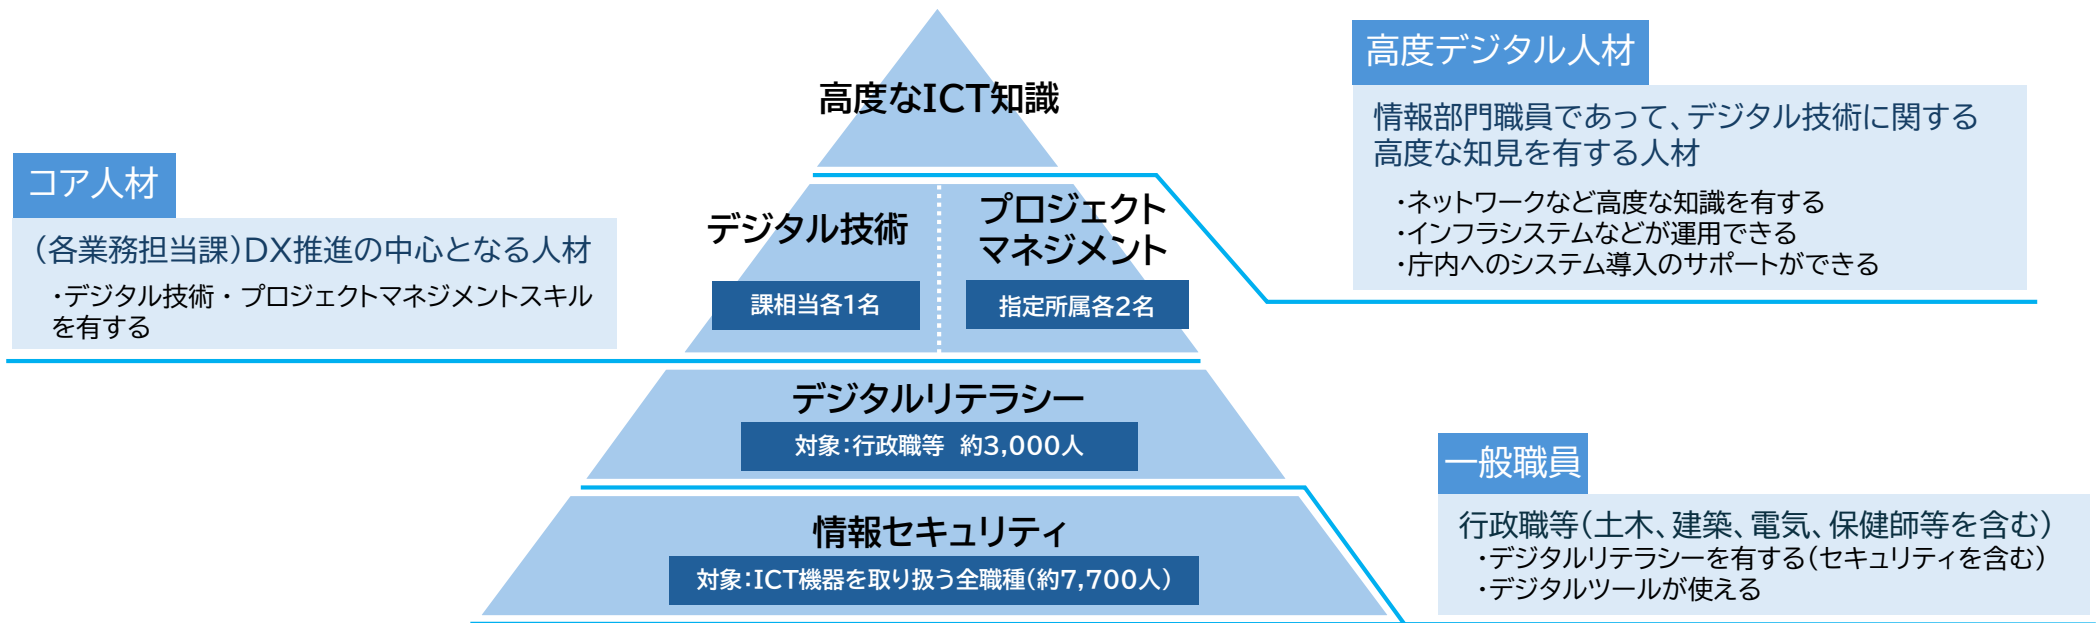 高度なICT知識
高度デジタル人材
情報部門職員であって、デジタル技術に関する
高度な知見を有する人材
・ネットワークなど高度な知識を有する
・インフラシステムなどが運用できる
・庁内へのシステム導入のサポートができる
コア人材
(各業務担当課)DX推進の中心となる人材
・デジタル技術・プロジェクトマネジメントスキル
を有する
デジタル技術
課相当各1名
プロジェクト
マネジメント
指定所属各2名
デジタルリテラシー
対象:行政職等 約3,000人
情報セキュリティ
対象:ICT機器を取り扱う全職種(約7,700人)
一般職員
行政職等(土木、建築、電気、保健師等を含む)
・デジタルリテラシーを有する(セキュリティを含む)
・デジタルツールが使える